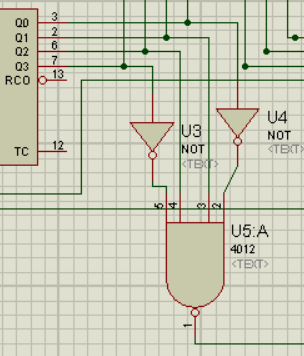 Q0 3
Q1 2
Q2 6
Q3 7
RCO 13
TC 12
U3
NOT
<TEXT>
U4
NOT
<TEXT>
5 4 3 2
U5:A
4012
<TEXT>
1